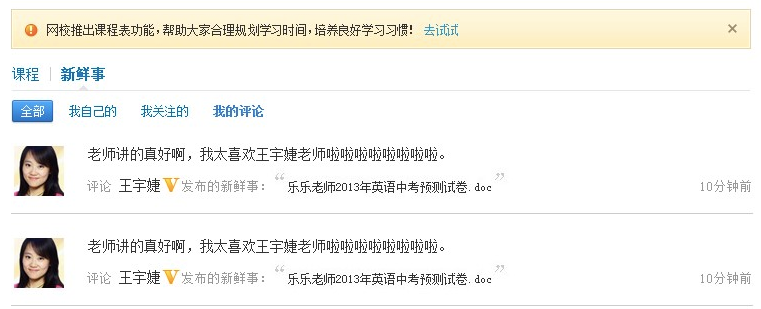 网校推出课程表功能,帮助大家合理规划学习时间,培养良好学习习惯! 去试试 ×
课程 | 新鲜事
全部 我自己的 我关注的 我的评论
老师讲的真好啊，我太喜欢王宇婕老师啦啦啦啦啦啦啦啦。
评论 王宇婕 V 发布的新鲜事： “乐乐老师2013年英语中考预测试卷.doc” 10分钟前
老师讲的真好啊，我太喜欢王宇婕老师啦啦啦啦啦啦啦啦。
评论 王宇婕 V 发布的新鲜事： “乐乐老师2013年英语中考预测试卷.doc” 10分钟前